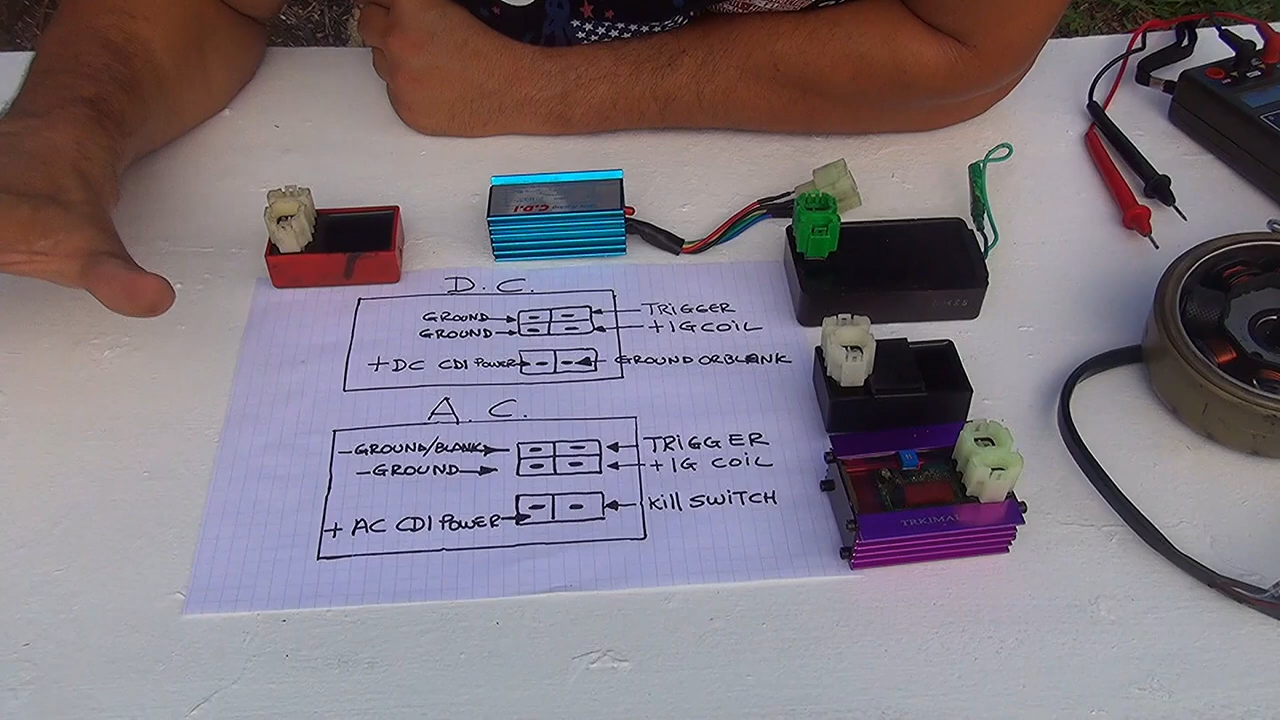 C.D.I
D.C.
GROUND TRIGGER
GROUND +IG COIL
+DC CDI POWER GROUND OR BLANK
A.C.
-GROUND/BLANK TRIGGER
-GROUND +IG COIL
+ AC CDI POWER KILL SWITCH